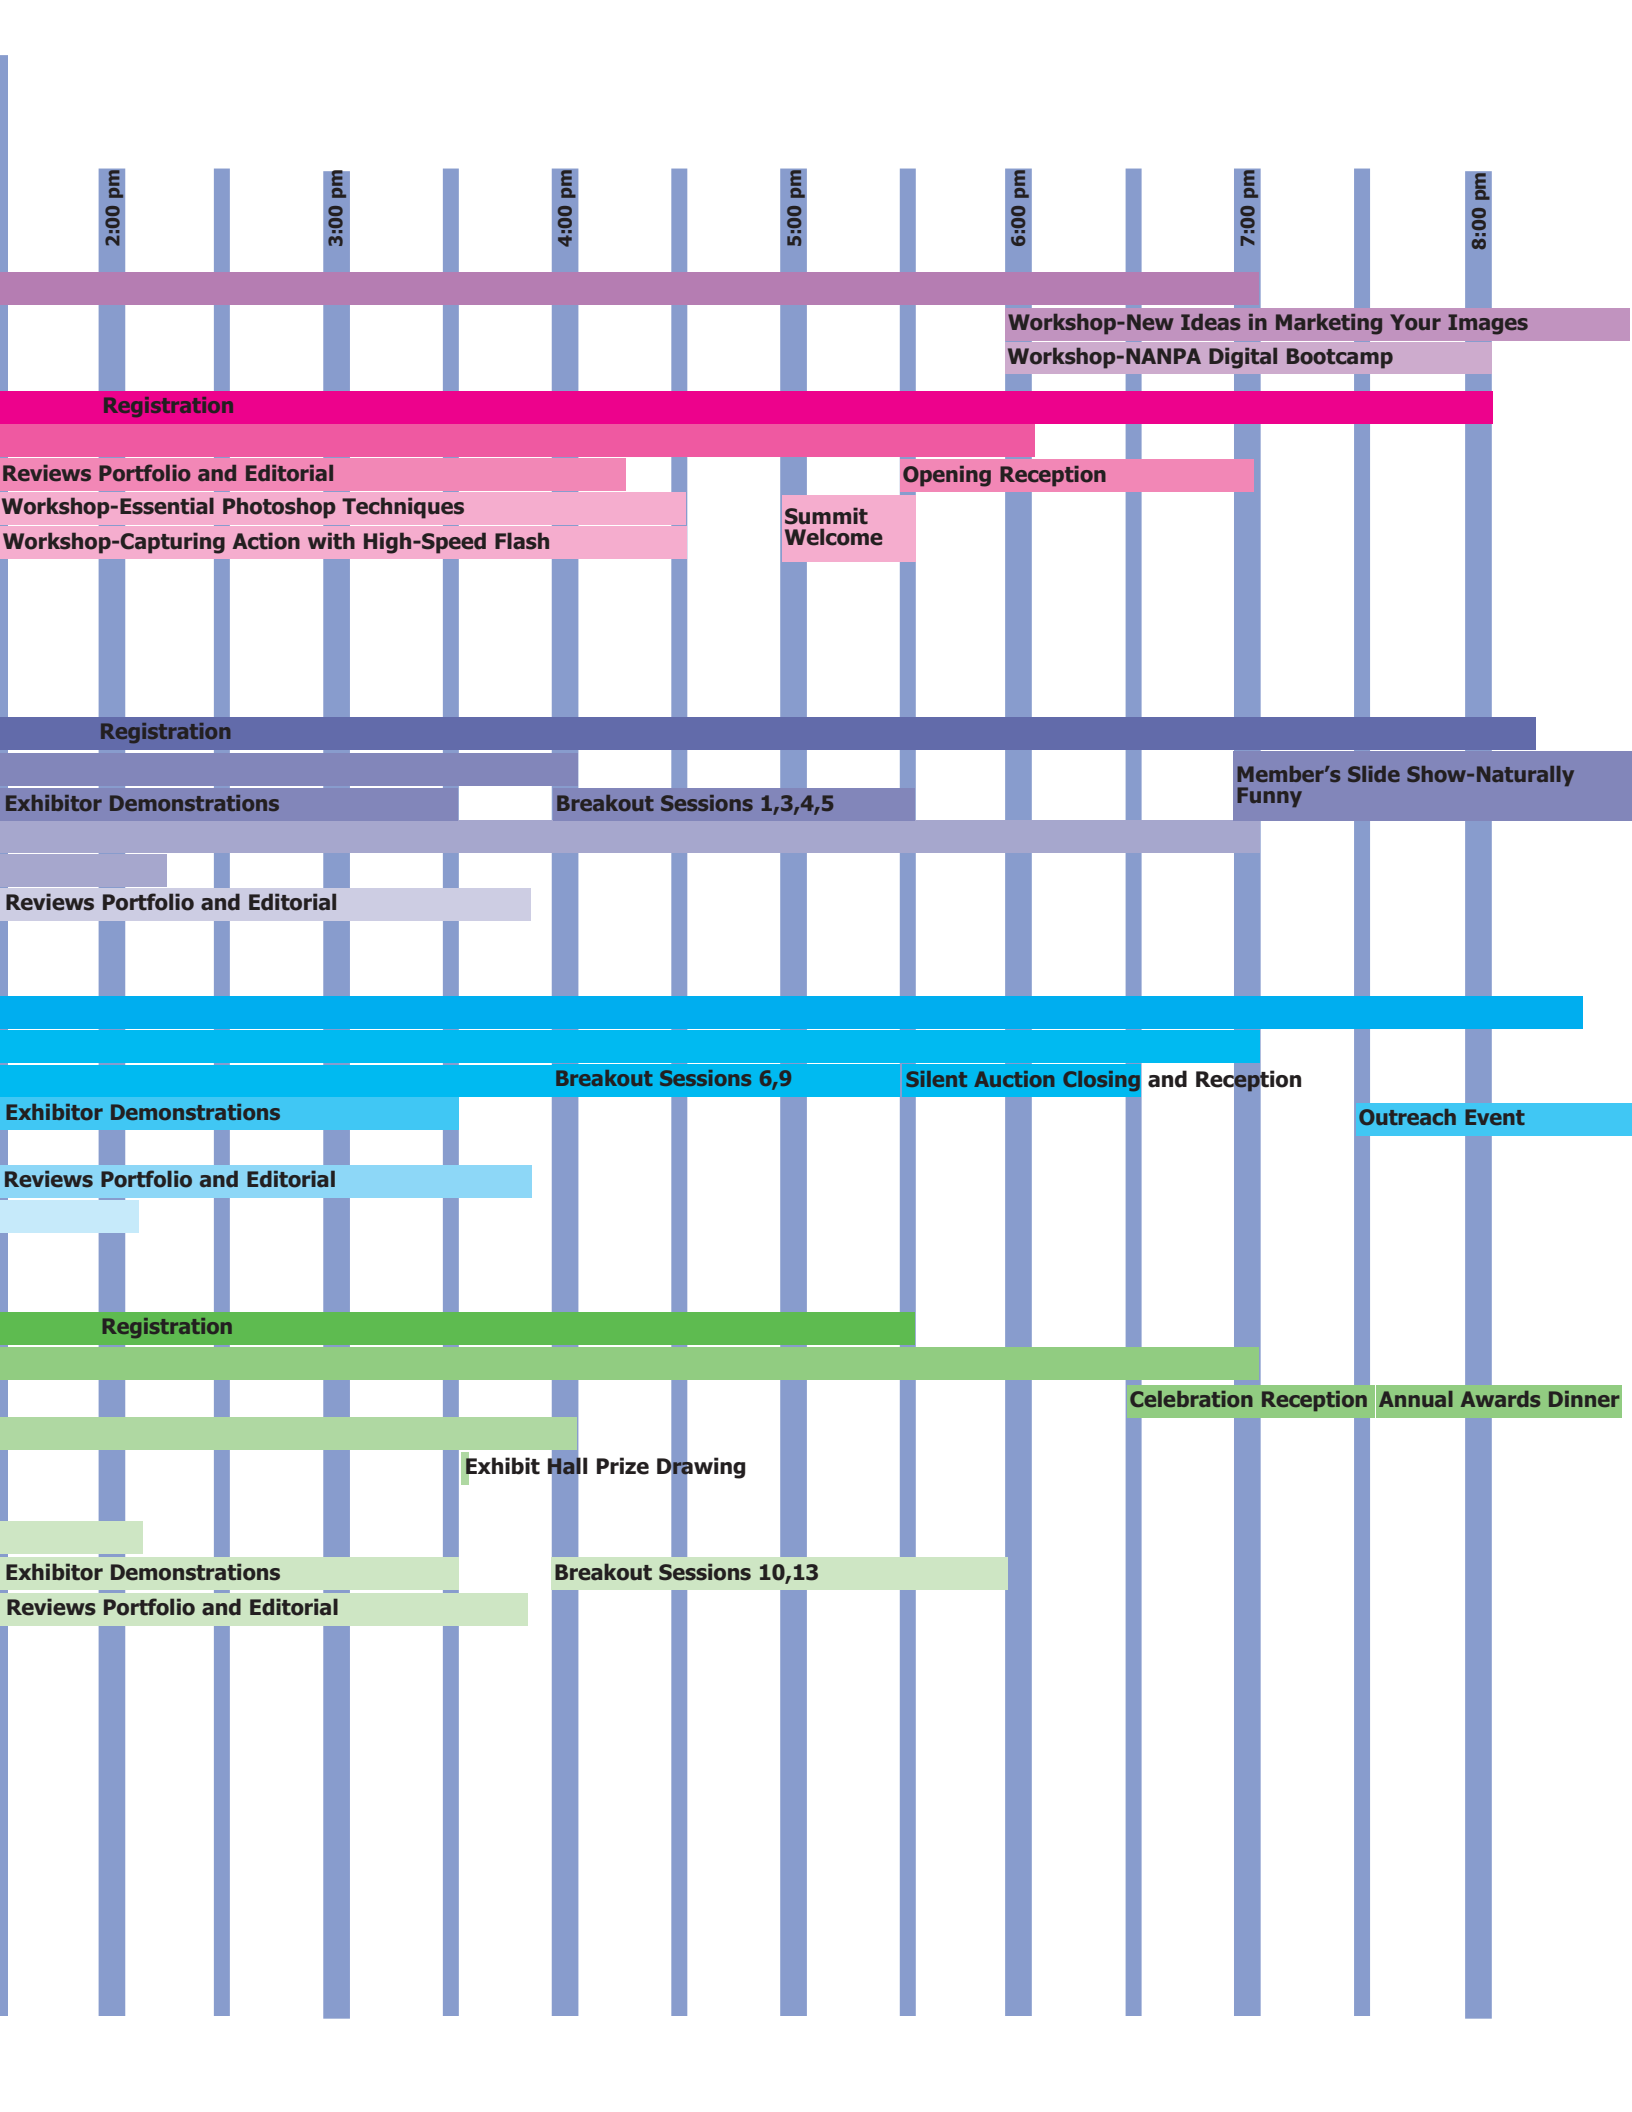 2:00 pm
3:00 pm
4:00 pm
5:00 pm
6:00 pm
7:00 pm
8:00 pm
Workshop-New Ideas in Marketing Your Images
Workshop-NANPA Digital Bootcamp
Registration
Reviews Portfolio and Editorial
Opening Reception
Workshop-Essential Photoshop Techniques
Summit
Welcome
Workshop-Capturing Action with High-Speed Flash
Registration
Member’s Slide Show-Naturally
Funny
Exhibitor Demonstrations
Breakout Sessions 1,3,4,5
Reviews Portfolio and Editorial
Breakout Sessions 6,9
Silent Auction Closing and Reception
Exhibitor Demonstrations
Outreach Event
Reviews Portfolio and Editorial
Registration
Celebration Reception
Annual Awards Dinner
Exhibit Hall Prize Drawing
Exhibitor Demonstrations
Breakout Sessions 10,13
Reviews Portfolio and Editorial